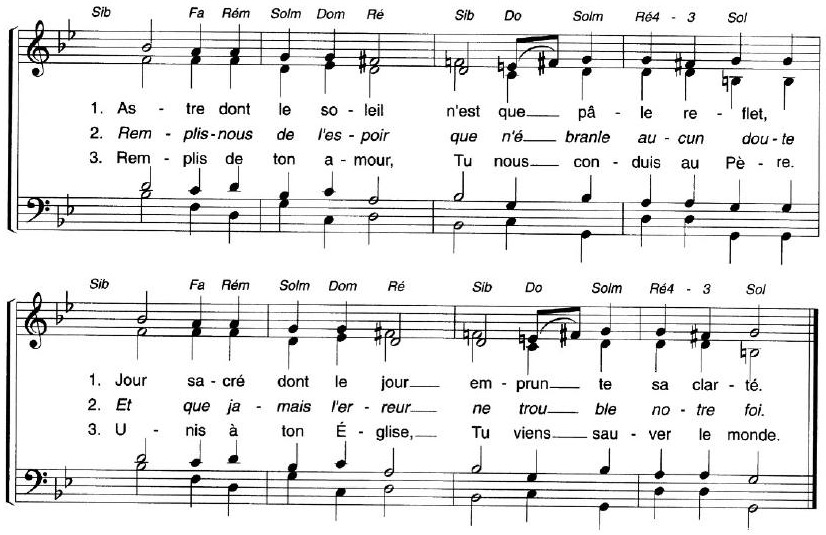 Sib Fa Rém Solm Dom Ré Sib Do Solm Ré4 - 3 Sol
1. As - tre dont le so - leil n'est que pâ - le re - flet,
2. Rem - plis-nous de l'es - poir que n'é branle au - cun dou - te
3. Rem - plis de ton a - mour, Tu nous con - duis au Pè - re.
Sib Fa Rém Solm Dom Ré Sib Do Solm Ré4 - 3 Sol
1. Jour sa - cré dont le jour em - prun te sa clar - té.
2. Et que ja - mais l'er - reur ne trou ble no - tre foi.
3. U - nis à ton É - glise, Tu viens sau - ver le monde.